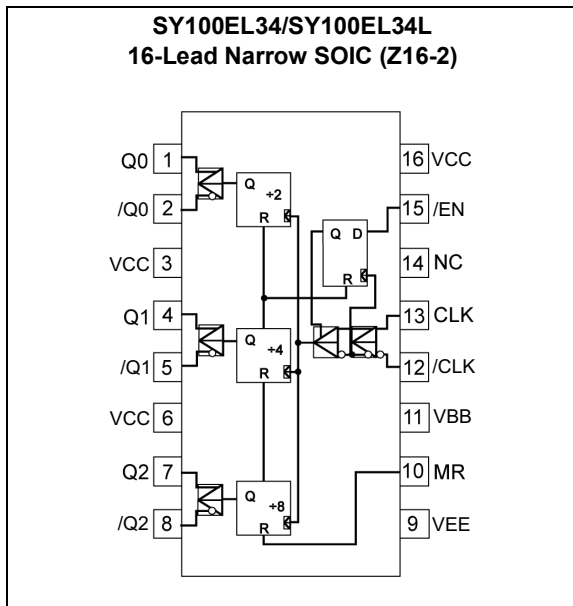 SY100EL34/SY100EL34L
16-Lead Narrow SOIC (Z16-2)
Q0 1
/Q0 2
VCC 3
Q1 4
/Q1 5
VCC 6
Q2 7
/Q2 8
Q ÷2
R
Q ÷4
R
Q ÷8
R
Q D
R
16 VCC
15 /EN
14 NC
13 CLK
12 /CLK
11 VBB
10 MR
9 VEE